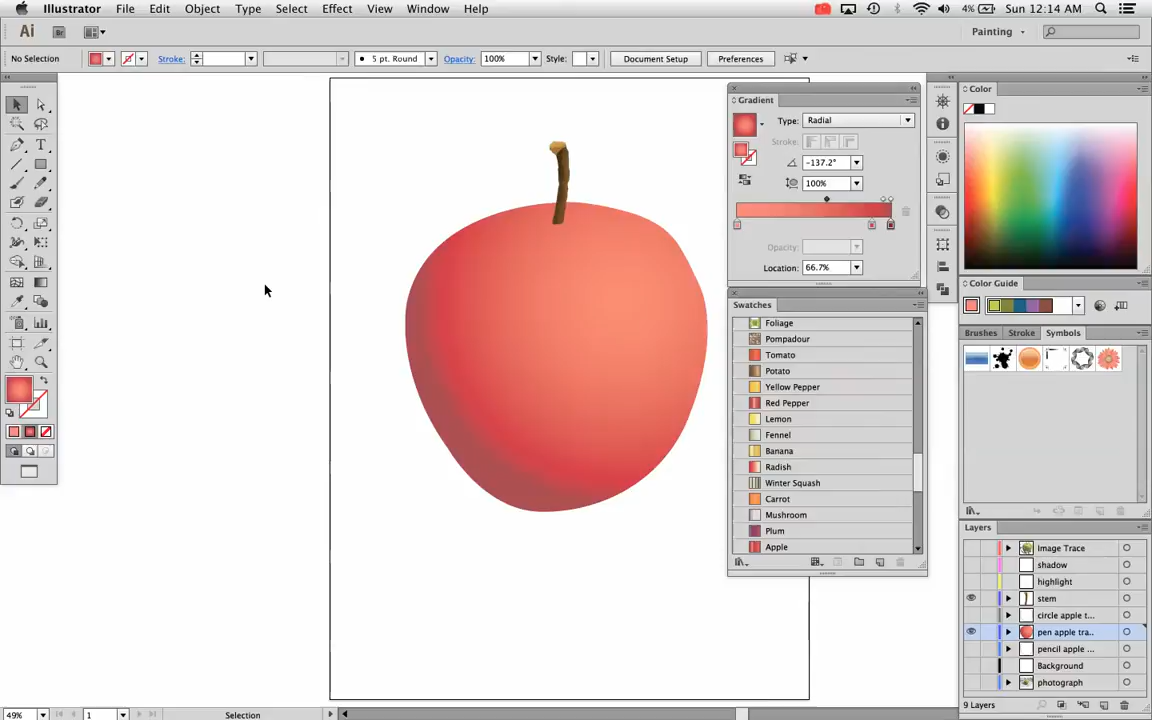 Illustrator File Edit Object Type Select Effect View Window Help 4% Sun 12:14 AM
Ai Br Painting
No Selection Stroke: 5 pt. Round Opacity: 100% Style: Document Setup Preferences
Gradient
Type: Radial
Stroke:
-137.2°
100%
Opacity:
Location: 66.7%
Swatches
Foliage
Pompadour
Tomato
Potato
Yellow Pepper
Red Pepper
Lemon
Fennel
Banana
Radish
Winter Squash
Carrot
Mushroom
Plum
Apple
Color
Color Guide
Brushes Stroke Symbols
Layers
Image Trace
shadow
highlight
stem
circle apple t...
pen apple tra..
pencil apple ...
Background
photograph
9 Layers
49% 1 Selection